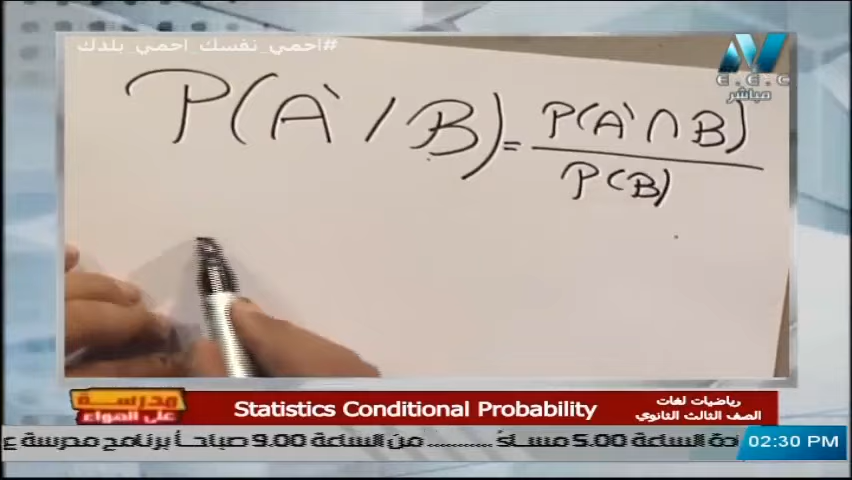 #احمي_نفسك_احمي_بلدك
E.E.C
مباشر
P(A`/B) = P(A`∩B) / P(B)
مدرسة
على الهواء
Statistics Conditional Probability
رياضيات لغات
الصف الثالث الثانوي
دة الساعة 5.00 مساءً .......... من الساعة 9.00 صباحاً برنامج مدرسة ع
02:30 PM